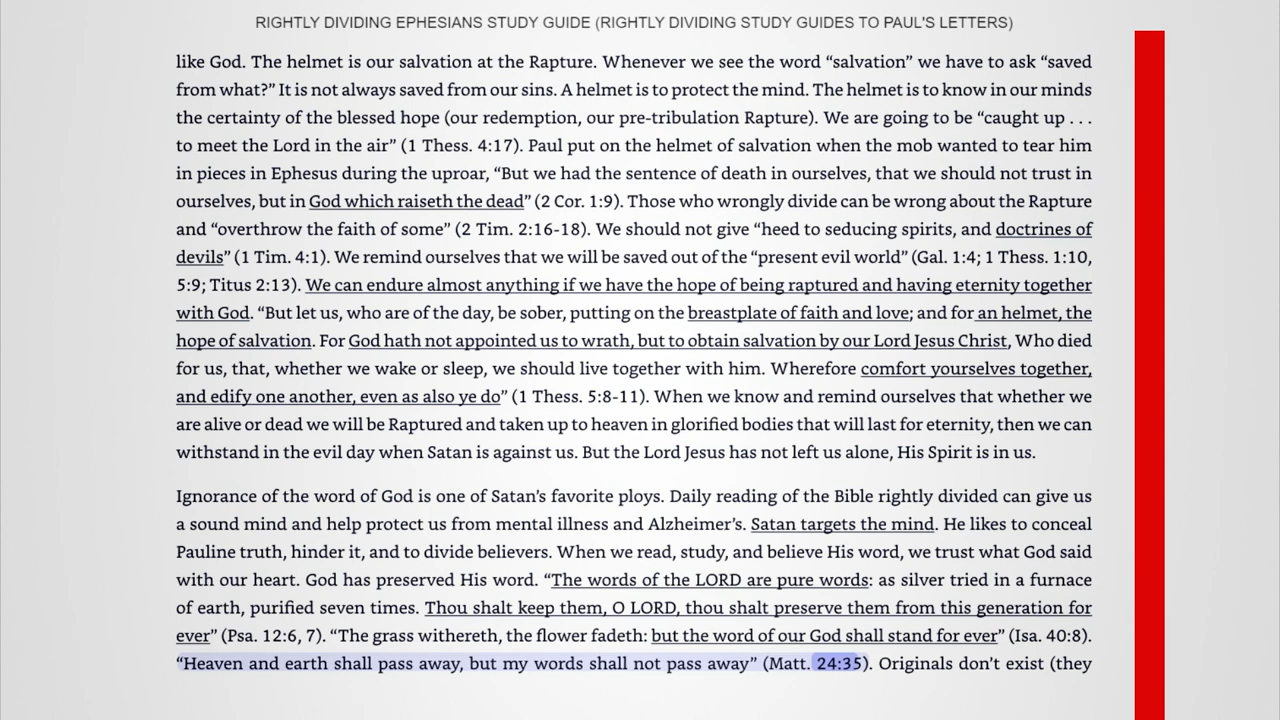 RIGHTLY DIVIDING EPHESIANS STUDY GUIDE (RIGHTLY DIVIDING STUDY GUIDES TO PAUL'S LETTERS)
like God. The helmet is our salvation at the Rapture. Whenever we see the word “salvation” we have to ask “saved
from what?” It is not always saved from our sins. A helmet is to protect the mind. The helmet is to know in our minds
the certainty of the blessed hope (our redemption, our pre-tribulation Rapture). We are going to be “caught up . . .
to meet the Lord in the air” (1 Thess. 4:17). Paul put on the helmet of salvation when the mob wanted to tear him
in pieces in Ephesus during the uproar, “But we had the sentence of death in ourselves, that we should not trust in
ourselves, but in God which raiseth the dead” (2 Cor. 1:9). Those who wrongly divide can be wrong about the Rapture
and “overthrow the faith of some” (2 Tim. 2:16-18). We should not give “heed to seducing spirits, and doctrines of
devils” (1 Tim. 4:1). We remind ourselves that we will be saved out of the “present evil world” (Gal. 1:4; 1 Thess. 1:10,
5:9; Titus 2:13). We can endure almost anything if we have the hope of being raptured and having eternity together
with God. “But let us, who are of the day, be sober, putting on the breastplate of faith and love; and for an helmet, the
hope of salvation. For God hath not appointed us to wrath, but to obtain salvation by our Lord Jesus Christ, Who died
for us, that, whether we wake or sleep, we should live together with him. Wherefore comfort yourselves together,
and edify one another, even as also ye do” (1 Thess. 5:8-11). When we know and remind ourselves that whether we
are alive or dead we will be Raptured and taken up to heaven in glorified bodies that will last for eternity, then we can
withstand in the evil day when Satan is against us. But the Lord Jesus has not left us alone, His Spirit is in us.
Ignorance of the word of God is one of Satan’s favorite ploys. Daily reading of the Bible rightly divided can give us
a sound mind and help protect us from mental illness and Alzheimer’s. Satan targets the mind. He likes to conceal
Pauline truth, hinder it, and to divide believers. When we read, study, and believe His word, we trust what God said
with our heart. God has preserved His word. “The words of the LORD are pure words: as silver tried in a furnace
of earth, purified seven times. Thou shalt keep them, O LORD, thou shalt preserve them from this generation for
ever” (Psa. 12:6, 7). “The grass withereth, the flower fadeth: but the word of our God shall stand for ever” (Isa. 40:8).
“Heaven and earth shall pass away, but my words shall not pass away” (Matt. 24:35). Originals don’t exist (they